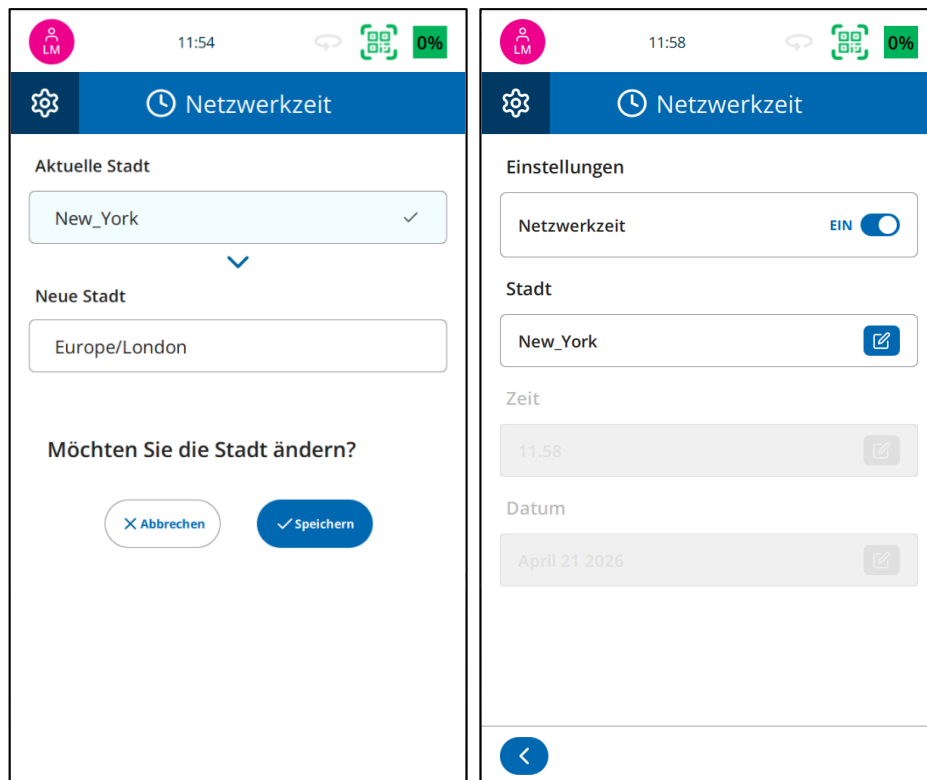 LM
11:54
0%
Netzwerkzeit
Aktuelle Stadt
New_York
Neue Stadt
Europe/London
Möchten Sie die Stadt ändern?
Abbrechen
Speichern
LM
11:58
0%
Netzwerkzeit
Einstellungen
Netzwerkzeit EIN
Stadt
New_York
Zeit
11.58
Datum
April 21 2026